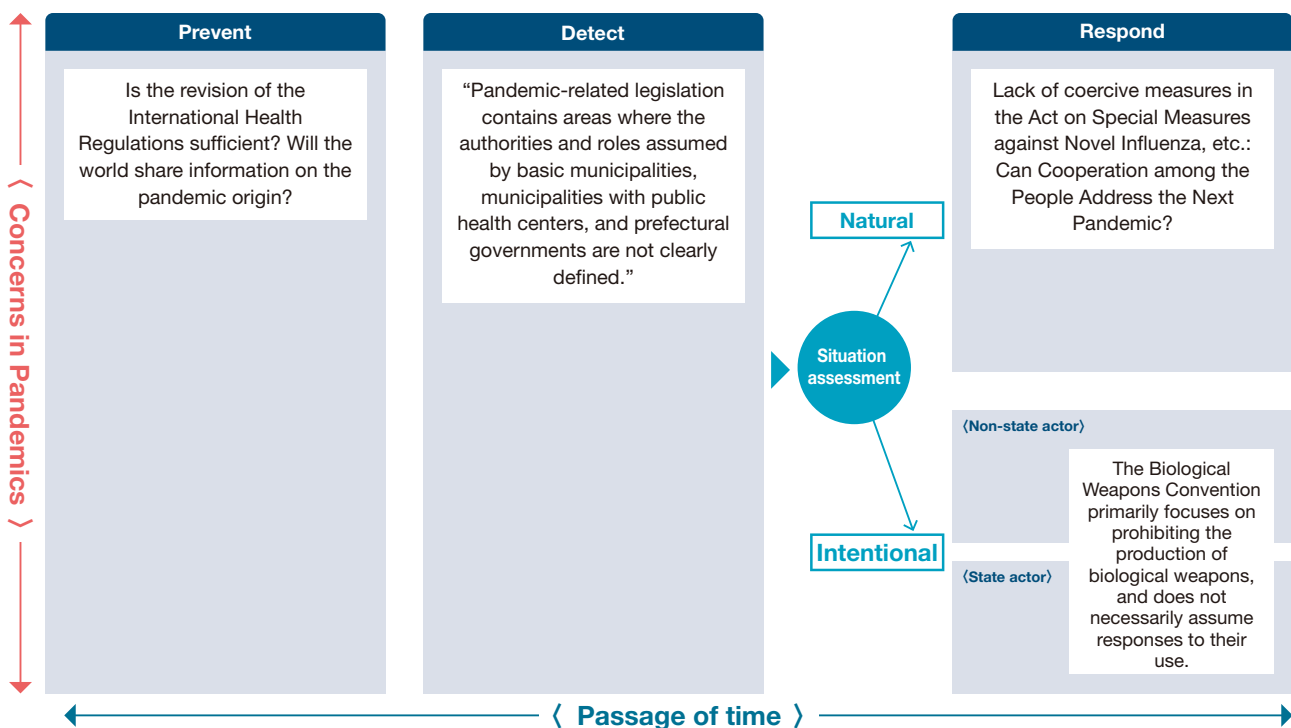 Prevent
Is the revision of the
International Health
Regulations sufficient? Will the
world share information on the
pandemic origin?
Detect
“Pandemic-related legislation
contains areas where the
authorities and roles assumed
by basic municipalities,
municipalities with public
health centers, and prefectural
governments are not clearly
defined.”
Situation
assessment
Natural
Intentional
Respond
Lack of coercive measures in
the Act on Special Measures
against Novel Influenza, etc.:
Can Cooperation among the
People Address the Next
Pandemic?
〈Non-state actor〉
The Biological
Weapons Convention
primarily focuses on
prohibiting the
production of
biological weapons,
and does not
necessarily assume
responses to their
use.
〈State actor〉
〈 Concerns in Pandemics 〉
〈 Passage of time 〉